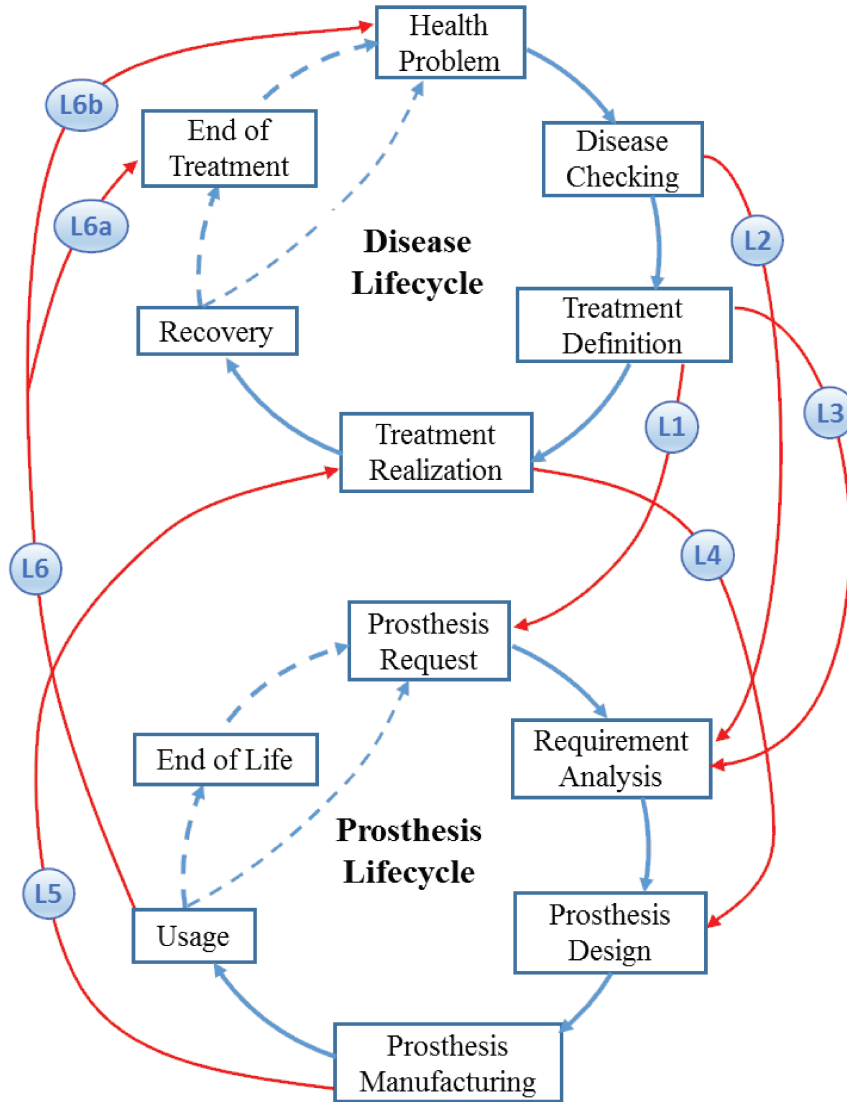 Health
Problem
L6b
End of
Treatment
Disease
Checking
L6a
L2
Disease
Lifecycle
Recovery
Treatment
Definition
L3
L1
Treatment
Realization
L4
L6
Prosthesis
Request
Requirement
Analysis
End of Life
Prosthesis
Lifecycle
L5
Usage
Prosthesis
Design
Prosthesis
Manufacturing